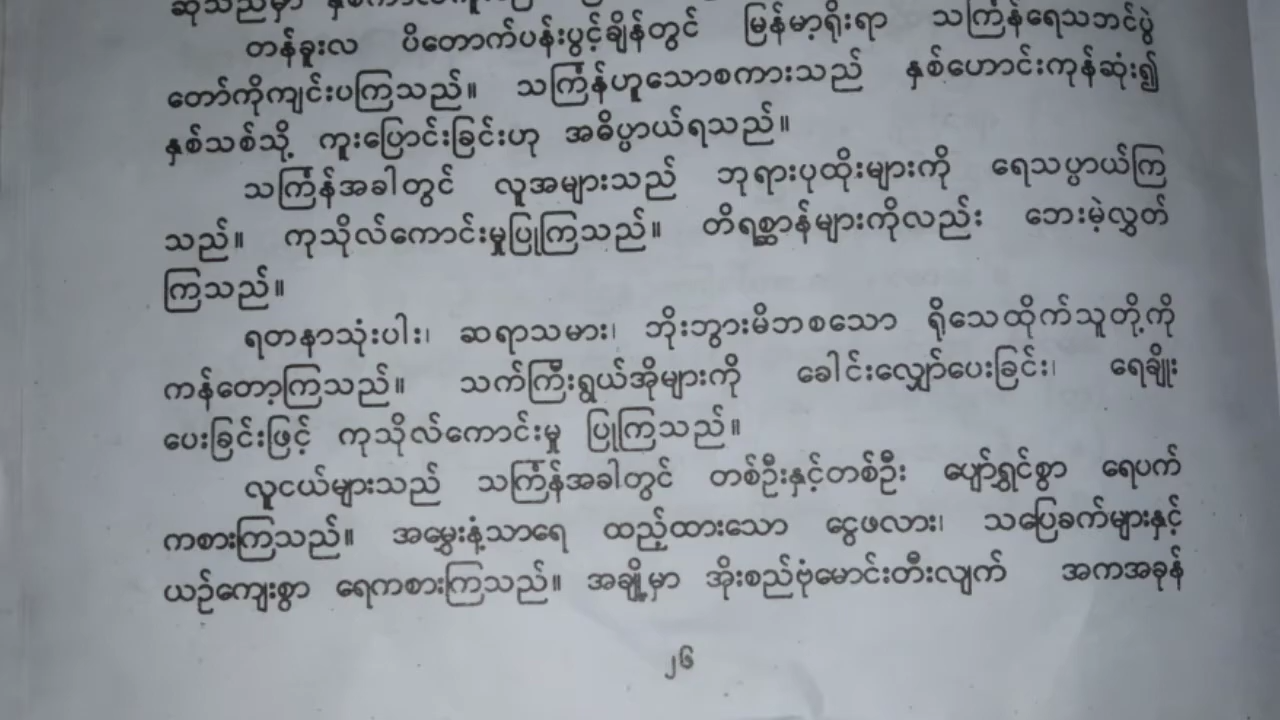 ဆိုသည်မှာ
တန်ခူးလ ပိတောက်ပန်းပွင့်ချိန်တွင် မြန်မာ့ရိုးရာ သင်္ကြန်ရေသဘင်ပွဲ
တော်ကိုကျင်းပကြသည်။ သင်္ကြန်ဟူသောစကားသည် နှစ်ဟောင်းကုန်ဆုံး၍
နှစ်သစ်သို့ ကူးပြောင်းခြင်းဟု အဓိပ္ပာယ်ရသည်။
သင်္ကြန်အခါတွင် လူအများသည် ဘုရားပုထိုးများကို ရေသပ္ပာယ်ကြ
သည်။ ကုသိုလ်ကောင်းမှုပြုကြသည်။ တိရစ္ဆာန်များကိုလည်း ဘေးမဲ့လွှတ်
ကြသည်။
ရတနာသုံးပါး၊ ဆရာသမား၊ ဘိုးဘွားမိဘစသော ရိုသေထိုက်သူတို့ကို
ကန်တော့ကြသည်။ သက်ကြီးရွယ်အိုများကို ခေါင်းလျှော်ပေးခြင်း၊ ရေချိုး
ပေးခြင်းဖြင့် ကုသိုလ်ကောင်းမှု ပြုကြသည်။
လူငယ်များသည် သင်္ကြန်အခါတွင် တစ်ဦးနှင့်တစ်ဦး ပျော်ရွှင်စွာ ရေပက်
ကစားကြသည်။ အမွှေးနံ့သာရေ ထည့်ထားသော ငွေဖလား၊ သပြေခက်များနှင့်
ယဉ်ကျေးစွာ ရေကစားကြသည်။ အချို့မှာ အိုးစည်ဗုံမောင်းတီးလျက် အကအခုန်
၂၆